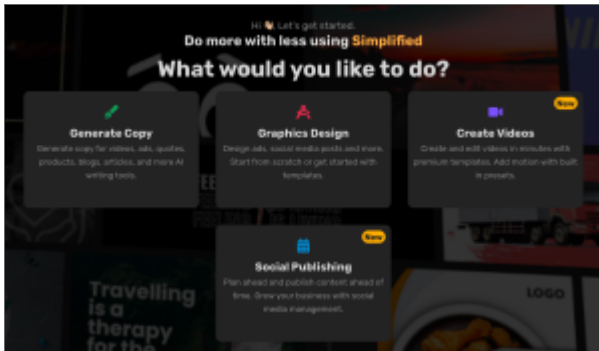 Hi 👋, Let's get started.
Do more with less using Simplified
What would you like to do?
Generate Copy
Generate copy for videos, ads, quotes,
products, blogs, articles, and more AI
writing tools.
Graphics Design
Design ads, social media posts and more.
Start from scratch or get started with
templates.
New
Create Videos
Create and edit videos in minutes with
premium templates. Add motion with built
in presets.
New
Social Publishing
Plan ahead and publish content ahead of
time. Grow your business with social
media management.
Travelling
is a
therapy
for the
LOGO